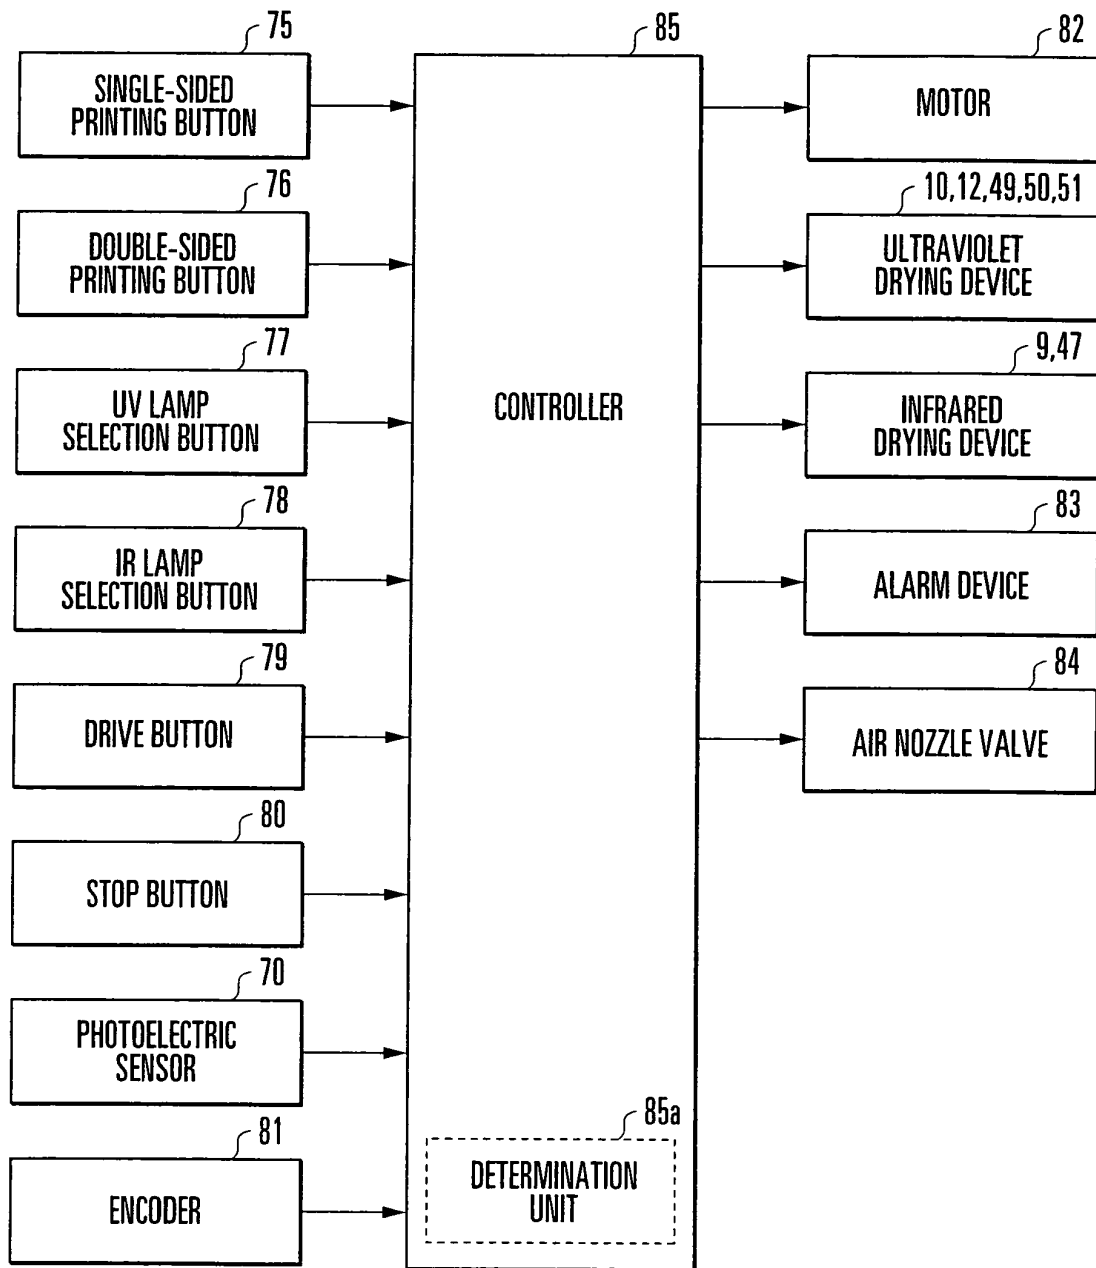 75
SINGLE-SIDED
PRINTING BUTTON
76
DOUBLE-SIDED
PRINTING BUTTON
77
UV LAMP
SELECTION BUTTON
78
IR LAMP
SELECTION BUTTON
79
DRIVE BUTTON
80
STOP BUTTON
70
PHOTOELECTRIC
SENSOR
81
ENCODER
85
CONTROLLER
85a
DETERMINATION
UNIT
82
MOTOR
10,12,49,50,51
ULTRAVIOLET
DRYING DEVICE
9,47
INFRARED
DRYING DEVICE
83
ALARM DEVICE
84
AIR NOZZLE VALVE